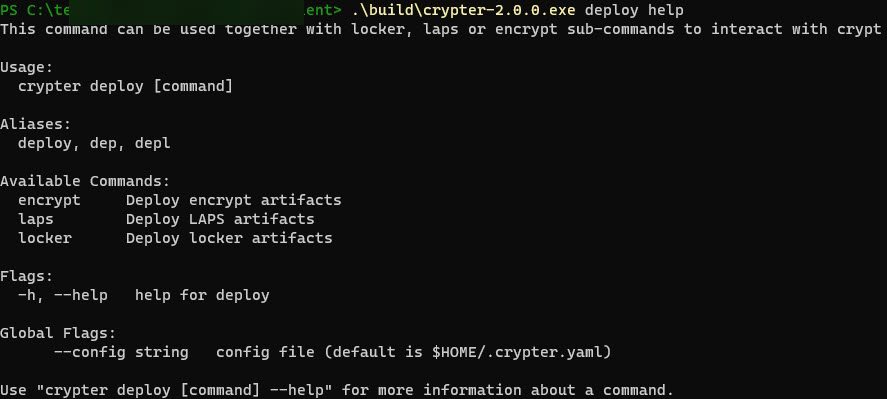 PS C:\te ent> .\build\crypter-2.0.0.exe deploy help
This command can be used together with locker, laps or encrypt sub-commands to interact with crypt
Usage:
crypter deploy [command]
Aliases:
deploy, dep, depl
Available Commands:
encrypt Deploy encrypt artifacts
laps Deploy LAPS artifacts
locker Deploy locker artifacts
Flags:
-h, --help help for deploy
Global Flags:
--config string config file (default is $HOME/.crypter.yaml)
Use "crypter deploy [command] --help" for more information about a command.